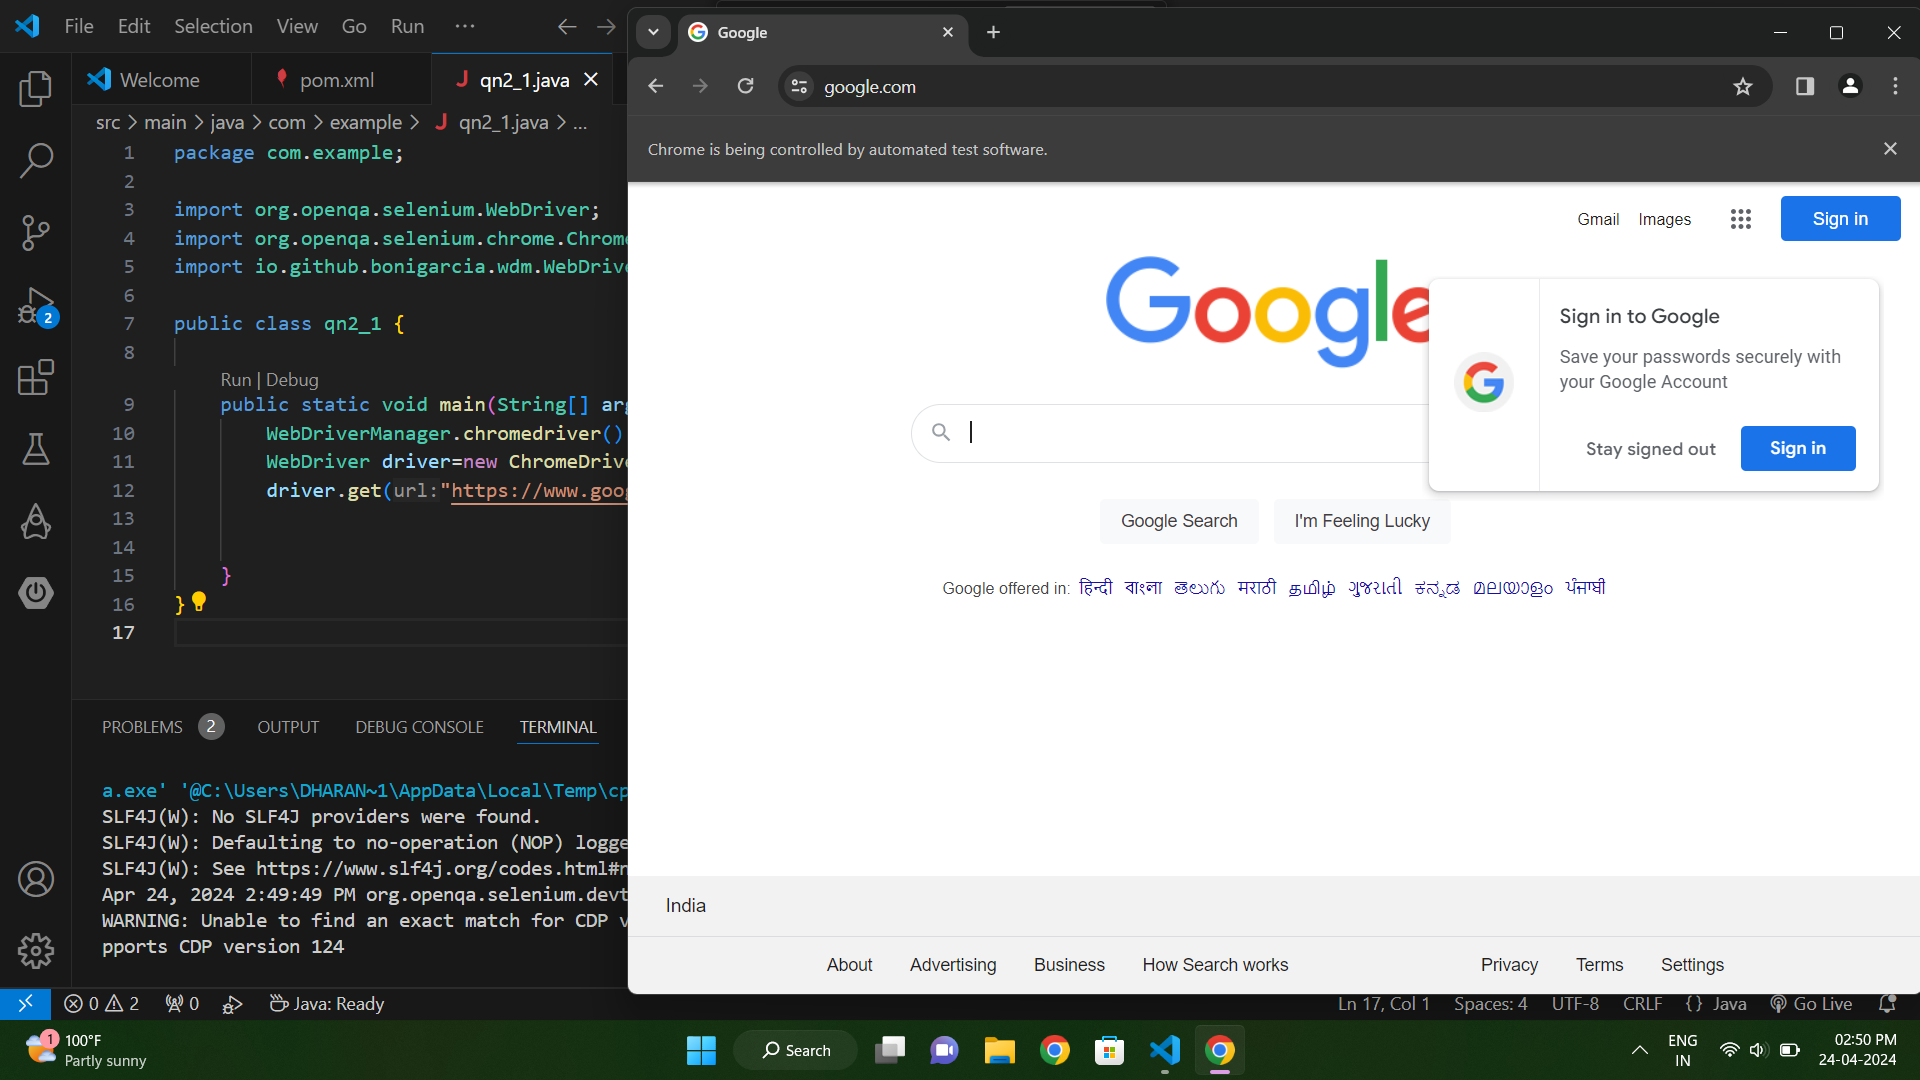 File Edit Selection View Go Run ...
Welcome pom.xml qn2_1.java
src > main > java > com > example > J qn2_1.java > ...
1 package com.example;
2
3 import org.openqa.selenium.WebDriver;
4 import org.openqa.selenium.chrome.Chrome
5 import io.github.bonigarcia.wdm.WebDrive
6
7 public class qn2_1 {
8
Run | Debug
9 public static void main(String[] arg
10 WebDriverManager.chromedriver()
11 WebDriver driver=new ChromeDrive
12 driver.get(url:"https://www.goog
13
14
15 }
16 }
17
PROBLEMS 2 OUTPUT DEBUG CONSOLE TERMINAL
a.exe' '@C:\Users\DHARAN~1\AppData\Local\Temp\cp
SLF4J(W): No SLF4J providers were found.
SLF4J(W): Defaulting to no-operation (NOP) logge
SLF4J(W): See https://www.slf4j.org/codes.html#n
Apr 24, 2024 2:49:49 PM org.openqa.selenium.devt
WARNING: Unable to find an exact match for CDP v
pports CDP version 124
2
Google
google.com
Chrome is being controlled by automated test software.
Gmail Images Sign in
Google
Sign in to Google
Save your passwords securely with
your Google Account
Stay signed out Sign in
Google Search I'm Feeling Lucky
Google offered in: हिन्दी বাংলা తెలుగు मराठी தமிழ் ગુજરાતી ಕನ್ನಡ മലയാളം ਪੰਜਾਬੀ
India
About Advertising Business How Search works Privacy Terms Settings
0 2 0 Java: Ready Ln 17, Col 1 Spaces: 4 UTF-8 CRLF {} Java Go Live
1 100°F
Partly sunny
Search
ENG
IN
02:50 PM
24-04-2024